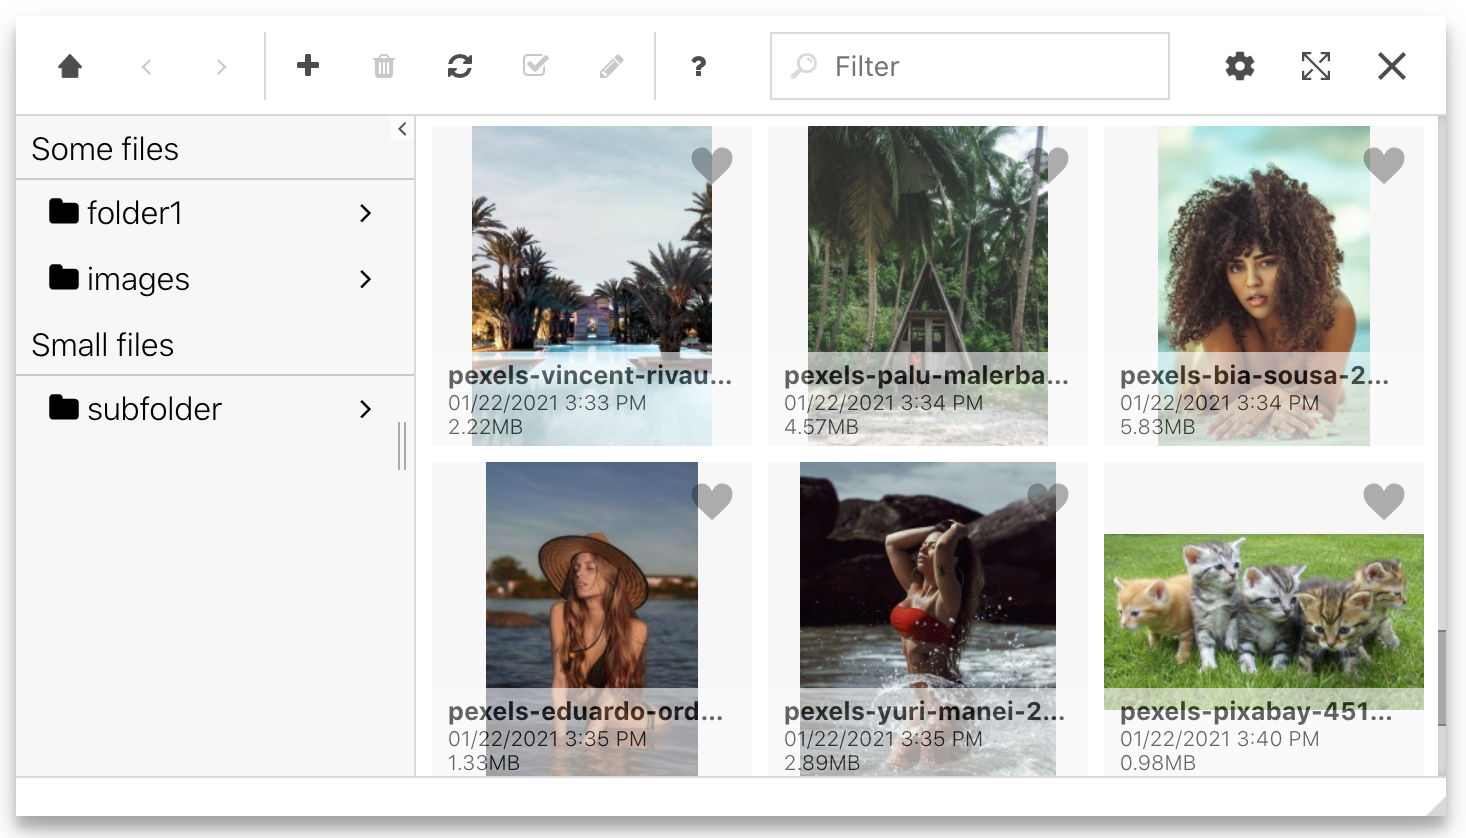 ?
Filter
Some files
folder1
images
Small files
subfolder
pexels-vincent-rivau...
01/22/2021 3:33 PM
2.22MB
pexels-palu-malerba...
01/22/2021 3:34 PM
4.57MB
pexels-bia-sousa-2...
01/22/2021 3:34 PM
5.83MB
pexels-eduardo-ord...
01/22/2021 3:35 PM
1.33MB
pexels-yuri-manei-2...
01/22/2021 3:35 PM
2.89MB
pexels-pixabay-451...
01/22/2021 3:40 PM
0.98MB